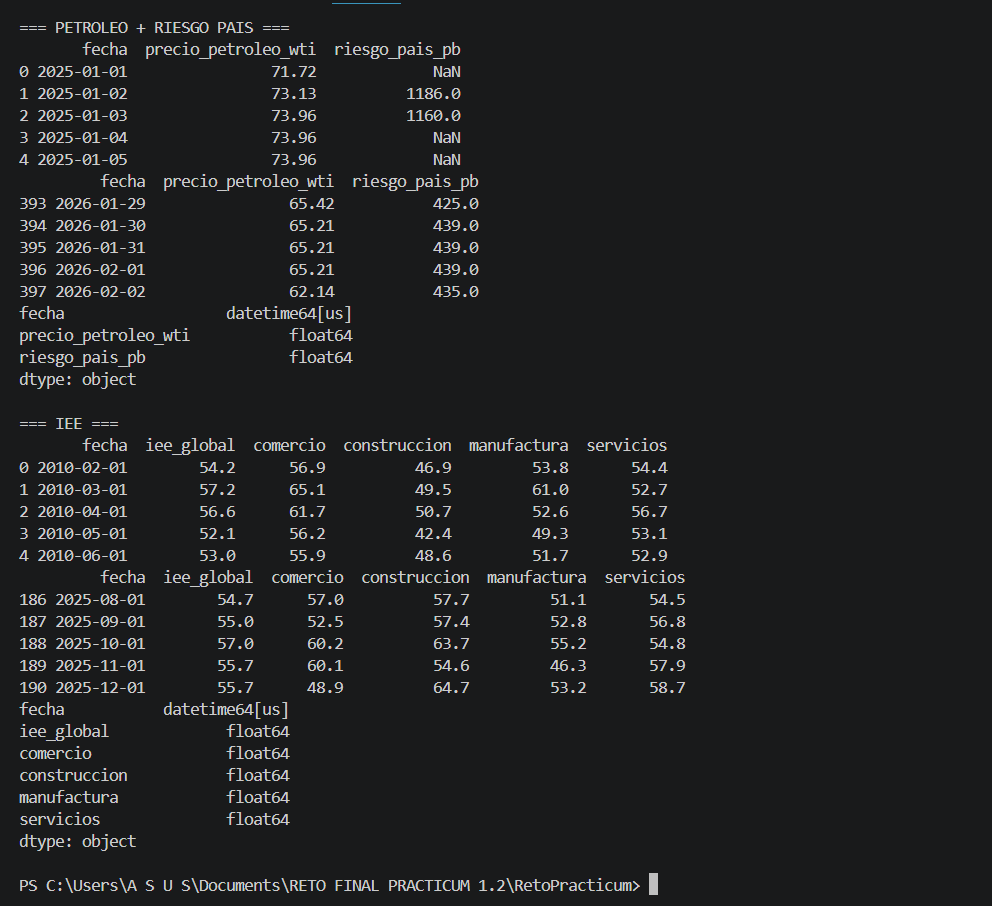 === PETROLEO + RIESGO PAIS ===
fecha precio_petroleo_wti riesgo_pais_pb
0 2025-01-01 71.72 NaN
1 2025-01-02 73.13 1186.0
2 2025-01-03 73.96 1160.0
3 2025-01-04 73.96 NaN
4 2025-01-05 73.96 NaN
fecha precio_petroleo_wti riesgo_pais_pb
393 2026-01-29 65.42 425.0
394 2026-01-30 65.21 439.0
395 2026-01-31 65.21 439.0
396 2026-02-01 65.21 439.0
397 2026-02-02 62.14 435.0
fecha datetime64[us]
precio_petroleo_wti float64
riesgo_pais_pb float64
dtype: object
=== IEE ===
fecha iee_global comercio construccion manufactura servicios
0 2010-02-01 54.2 56.9 46.9 53.8 54.4
1 2010-03-01 57.2 65.1 49.5 61.0 52.7
2 2010-04-01 56.6 61.7 50.7 52.6 56.7
3 2010-05-01 52.1 56.2 42.4 49.3 53.1
4 2010-06-01 53.0 55.9 48.6 51.7 52.9
fecha iee_global comercio construccion manufactura servicios
186 2025-08-01 54.7 57.0 57.7 51.1 54.5
187 2025-09-01 55.0 52.5 57.4 52.8 56.8
188 2025-10-01 57.0 60.2 63.7 55.2 54.8
189 2025-11-01 55.7 60.1 54.6 46.3 57.9
190 2025-12-01 55.7 48.9 64.7 53.2 58.7
fecha datetime64[us]
iee_global float64
comercio float64
construccion float64
manufactura float64
servicios float64
dtype: object
PS C:\Users\A S U S\Documents\RETO FINAL PRACTICUM 1.2\RetoPracticum>